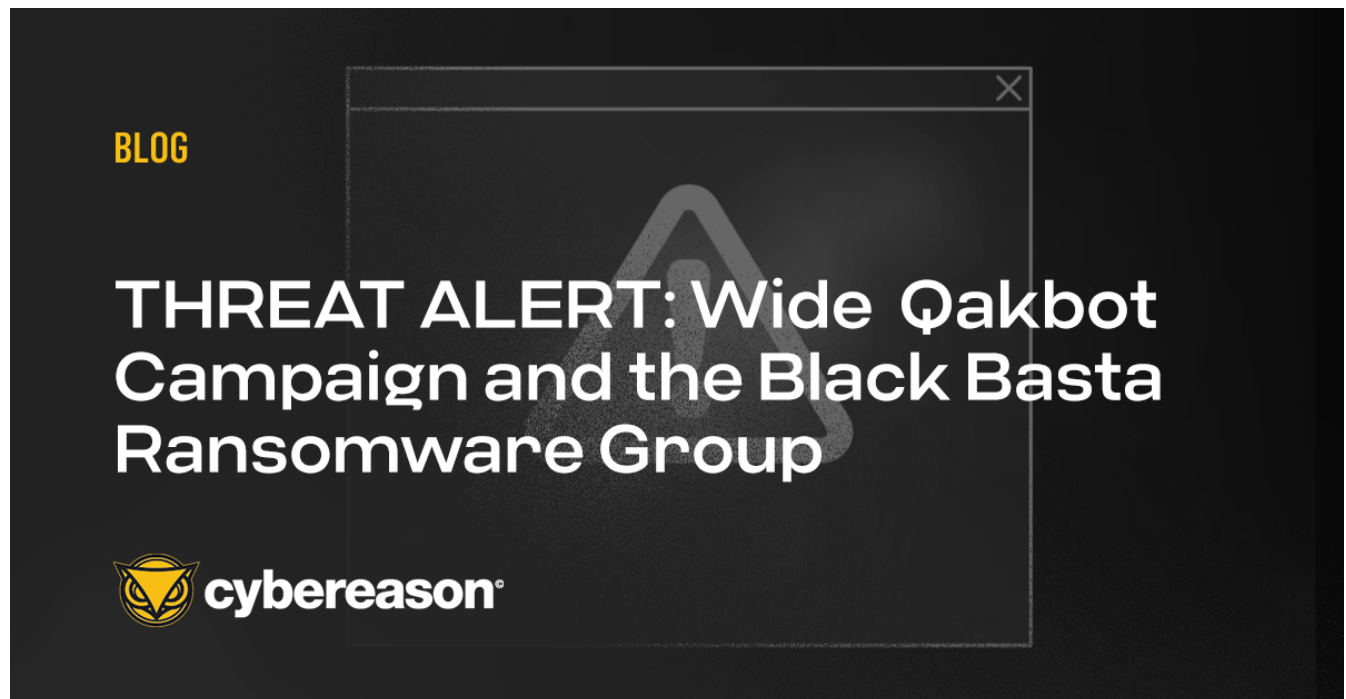 BLOG
THREAT ALERT: Wide Qakbot
Campaign and the Black Basta
Ransomware Group
cybereason©